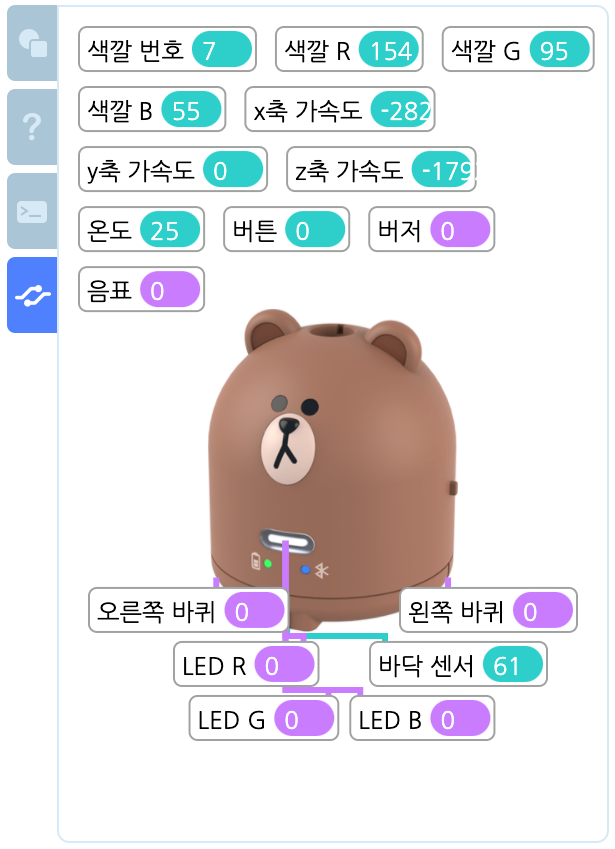 색깔 번호 7 색깔 R 154 색깔 G 95
색깔 B 55 x축 가속도 -282
y축 가속도 0 z축 가속도 -179
온도 25 버튼 0 버저 0
음표 0
오른쪽 바퀴 0 왼쪽 바퀴 0
LED R 0 바닥 센서 61
LED G 0 LED B 0